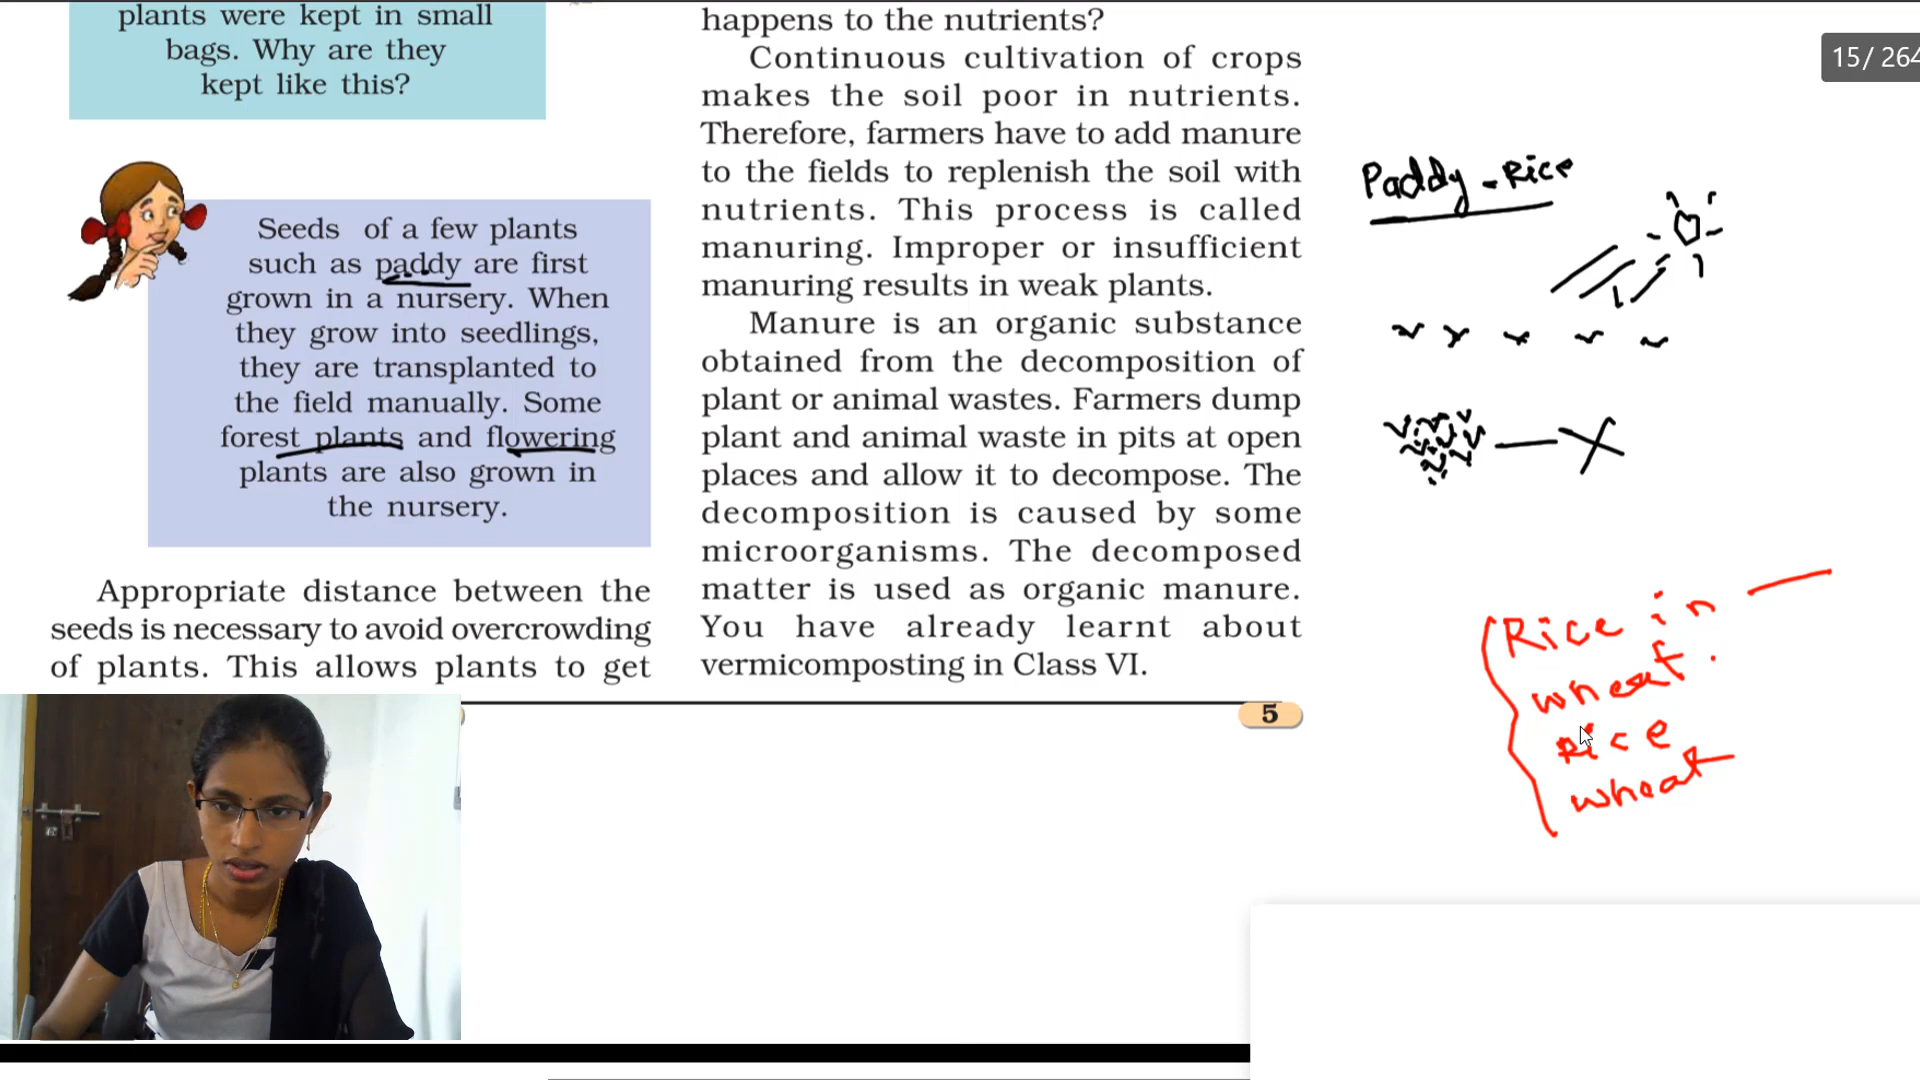 plants were kept in small
bags. Why are they
kept like this?
Seeds of a few plants
such as paddy are first
grown in a nursery. When
they grow into seedlings,
they are transplanted to
the field manually. Some
forest plants and flowering
plants are also grown in
the nursery.
Appropriate distance between the
seeds is necessary to avoid overcrowding
of plants. This allows plants to get
happens to the nutrients?
Continuous cultivation of crops
makes the soil poor in nutrients.
Therefore, farmers have to add manure
to the fields to replenish the soil with
nutrients. This process is called
manuring. Improper or insufficient
manuring results in weak plants.
Manure is an organic substance
obtained from the decomposition of
plant or animal wastes. Farmers dump
plant and animal waste in pits at open
places and allow it to decompose. The
decomposition is caused by some
microorganisms. The decomposed
matter is used as organic manure.
You have already learnt about
vermicomposting in Class VI.
5
15/ 264
Paddy - Rice
Rice in
wheat.
Rice
wheat